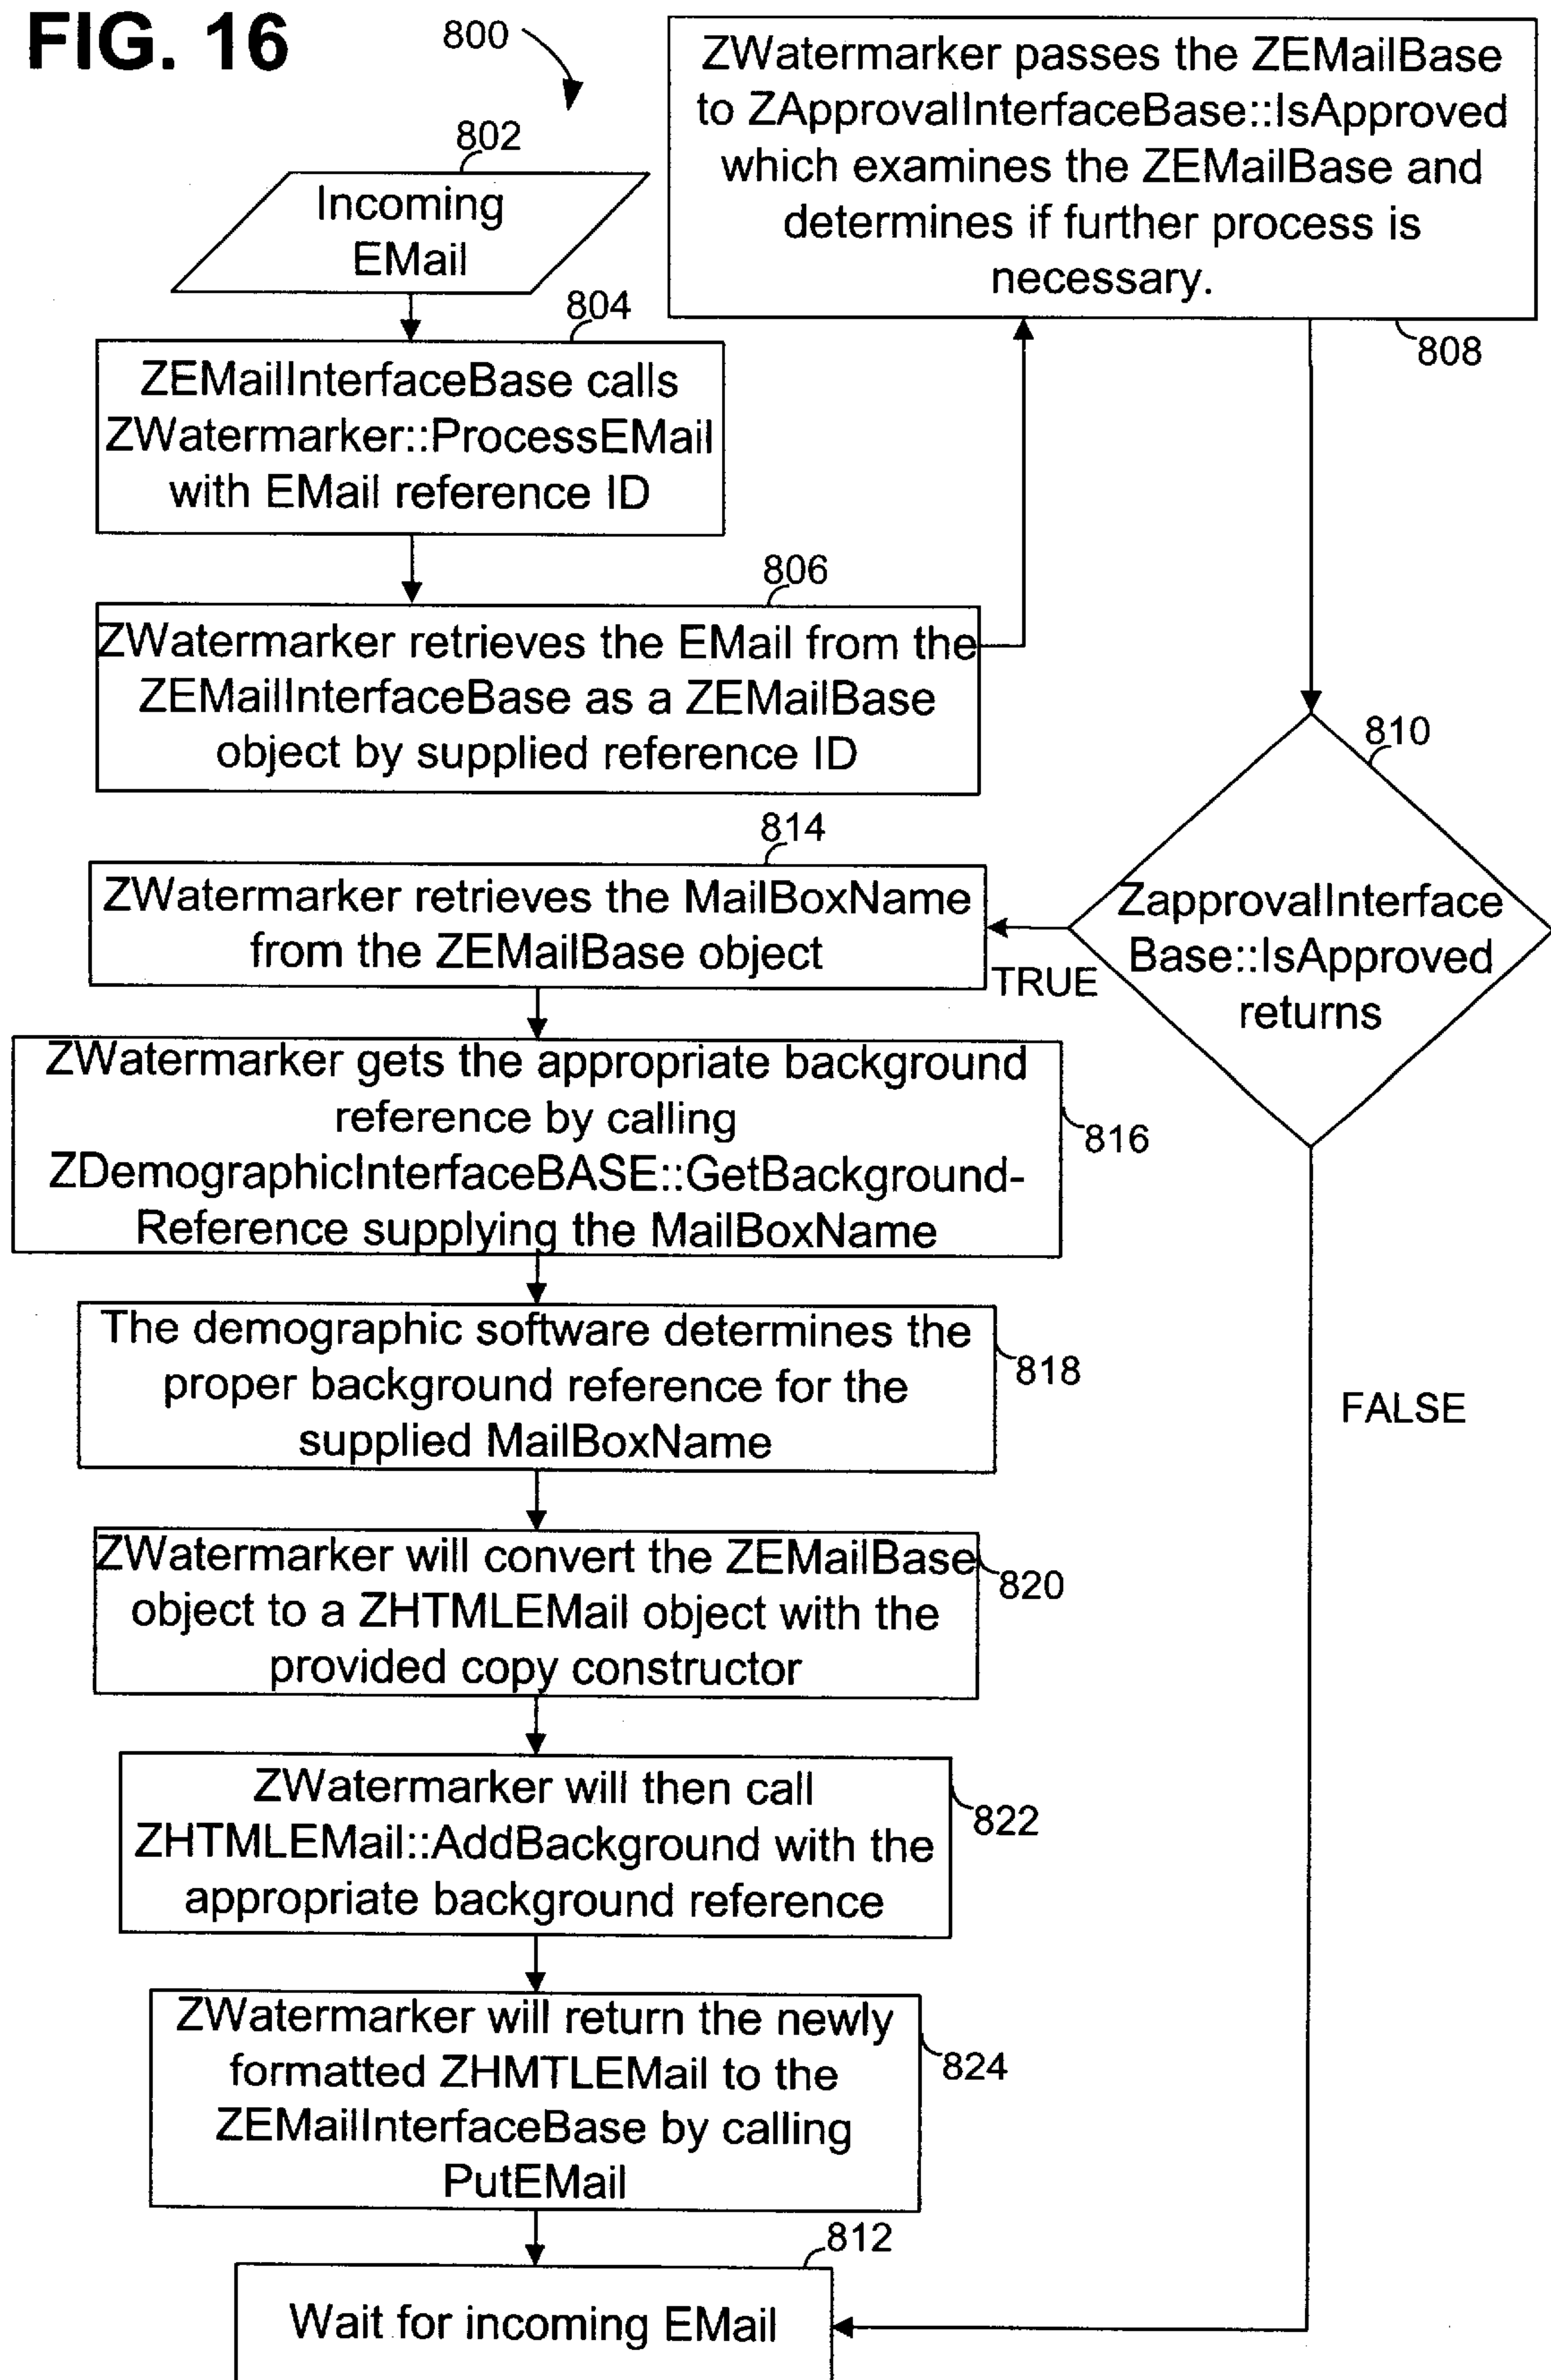 FIG. 16
800
802
Incoming
EMail
804
ZEMailInterfaceBase calls
ZWatermarker::ProcessEMail
with EMail reference ID
806
ZWatermarker retrieves the EMail from the
ZEMailInterfaceBase as a ZEMailBase
object by supplied reference ID
ZWatermarker passes the ZEMailBase
to ZApprovalInterfaceBase::IsApproved
which examines the ZEMailBase and
determines if further process is
necessary.
808
810
ZapprovalInterface
Base::IsApproved
returns
TRUE
FALSE
814
ZWatermarker retrieves the MailBoxName
from the ZEMailBase object
ZWatermarker gets the appropriate background
reference by calling
ZDemographicInterfaceBASE::GetBackground-
Reference supplying the MailBoxName
816
The demographic software determines the
proper background reference for the
supplied MailBoxName
818
ZWatermarker will convert the ZEMailBase
object to a ZHTMLEMail object with the
provided copy constructor
820
ZWatermarker will then call
ZHTMLEMail::AddBackground with the
appropriate background reference
822
ZWatermarker will return the newly
formatted ZHMTLEMail to the
ZEMailInterfaceBase by calling
PutEMail
824
812
Wait for incoming EMail